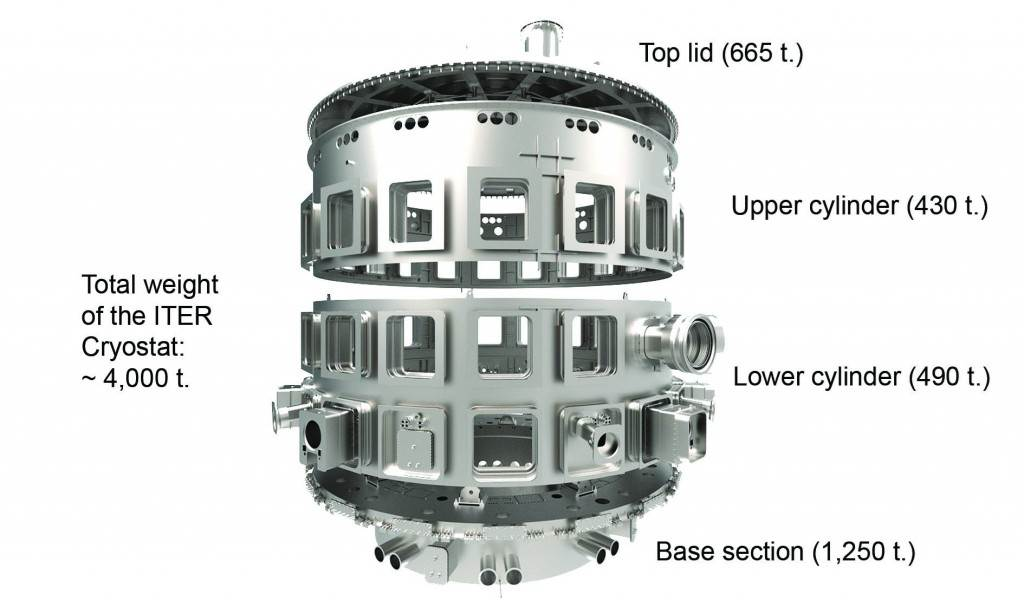 Top lid (665 t.)
Upper cylinder (430 t.)
Total weight
of the ITER
Cryostat:
~ 4,000 t.
Lower cylinder (490 t.)
Base section (1,250 t.)